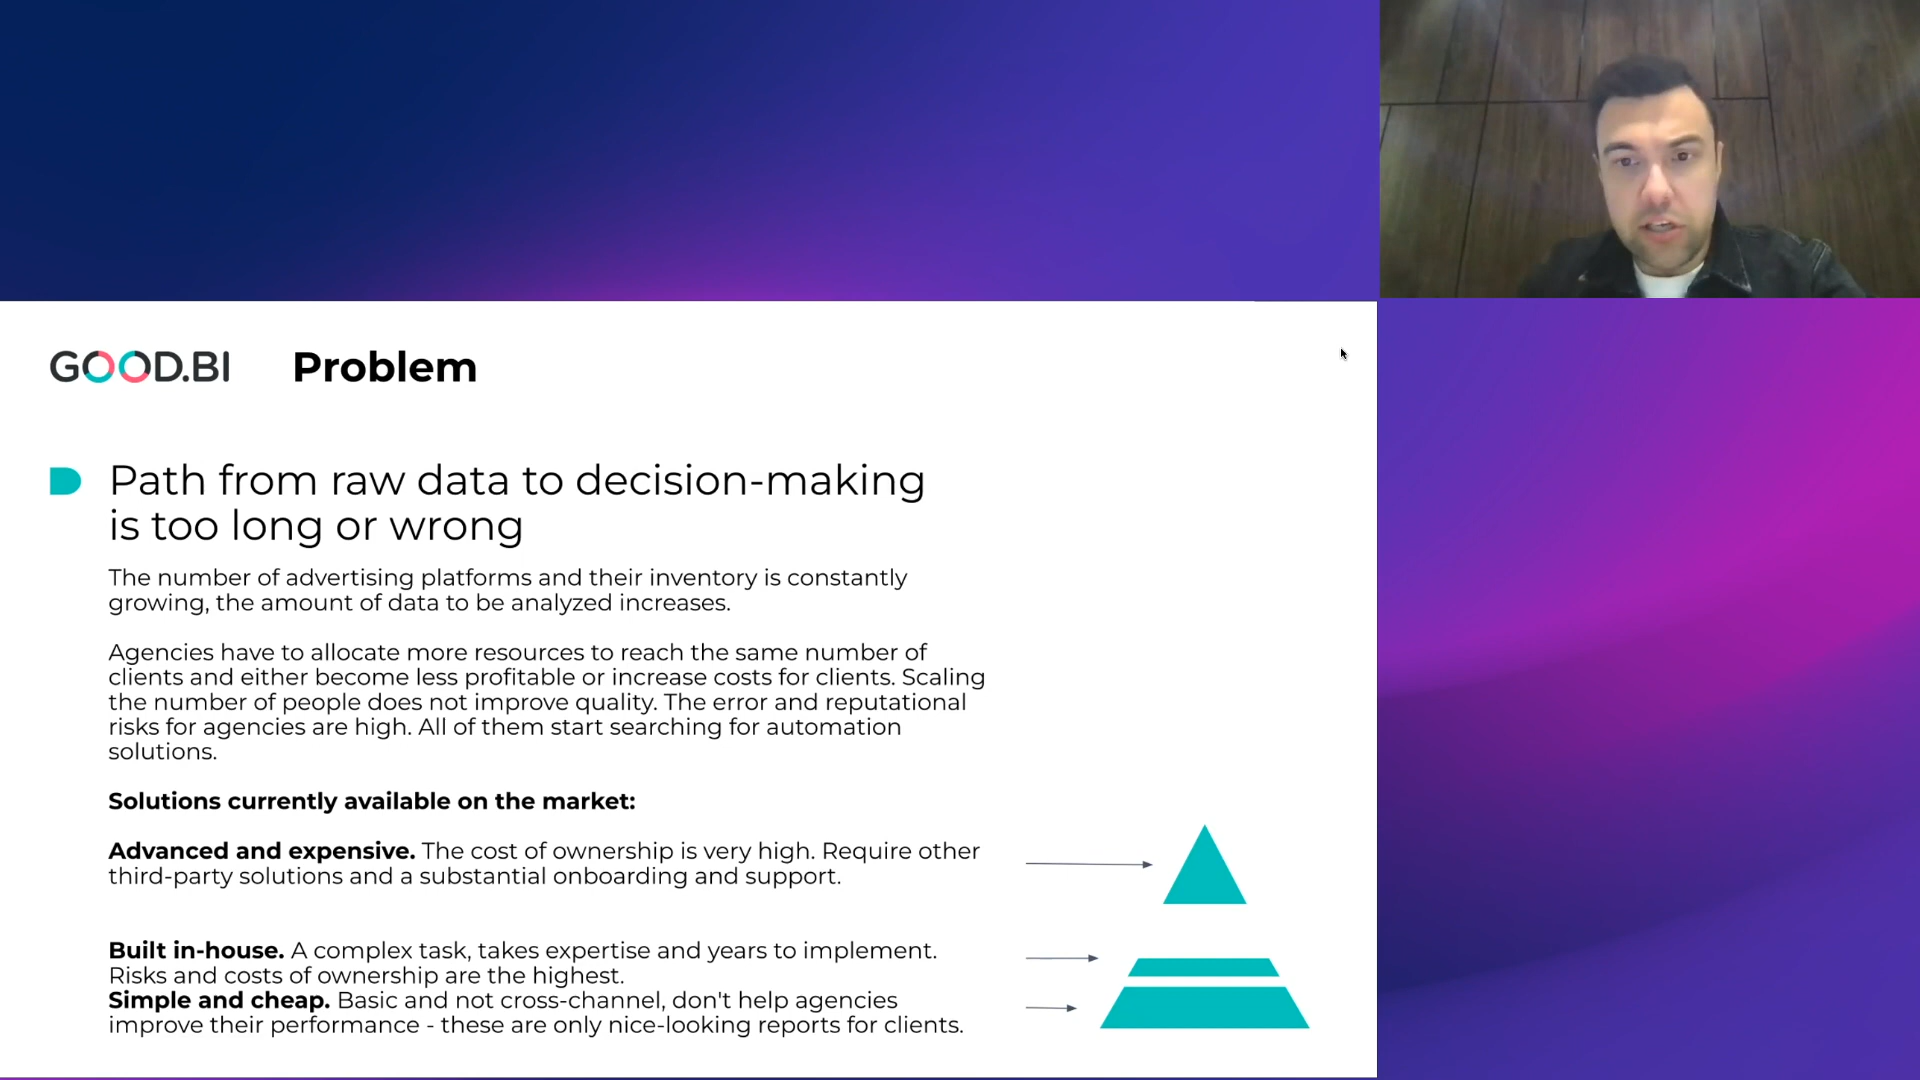 GOOD.BI
Problem
Path from raw data to decision-making
is too long or wrong
The number of advertising platforms and their inventory is constantly
growing, the amount of data to be analyzed increases.
Agencies have to allocate more resources to reach the same number of
clients and either become less profitable or increase costs for clients. Scaling
the number of people does not improve quality. The error and reputational
risks for agencies are high. All of them start searching for automation
solutions.
Solutions currently available on the market:
Advanced and expensive. The cost of ownership is very high. Require other
third-party solutions and a substantial onboarding and support.
Built in-house. A complex task, takes expertise and years to implement.
Risks and costs of ownership are the highest.
Simple and cheap. Basic and not cross-channel, don't help agencies
improve their performance - these are only nice-looking reports for clients.